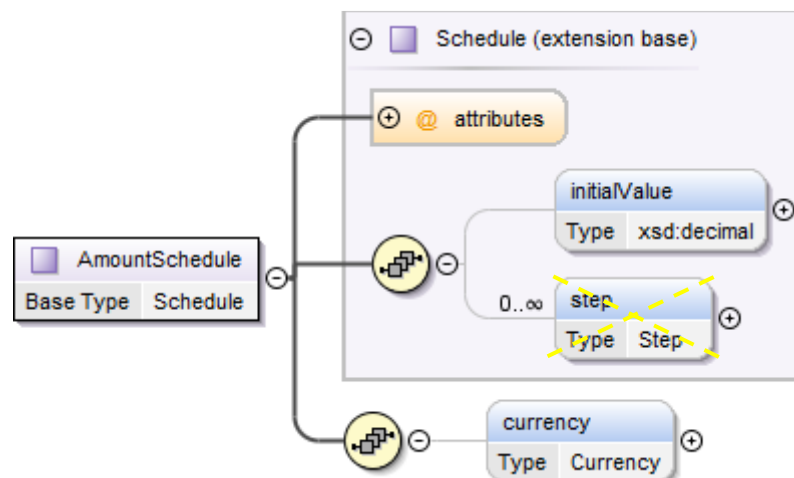 Schedule (extension base)
@ attributes
initialValue
Type xsd:decimal
AmountSchedule
Base Type Schedule
0..∞
step
Type Step
currency
Type Currency